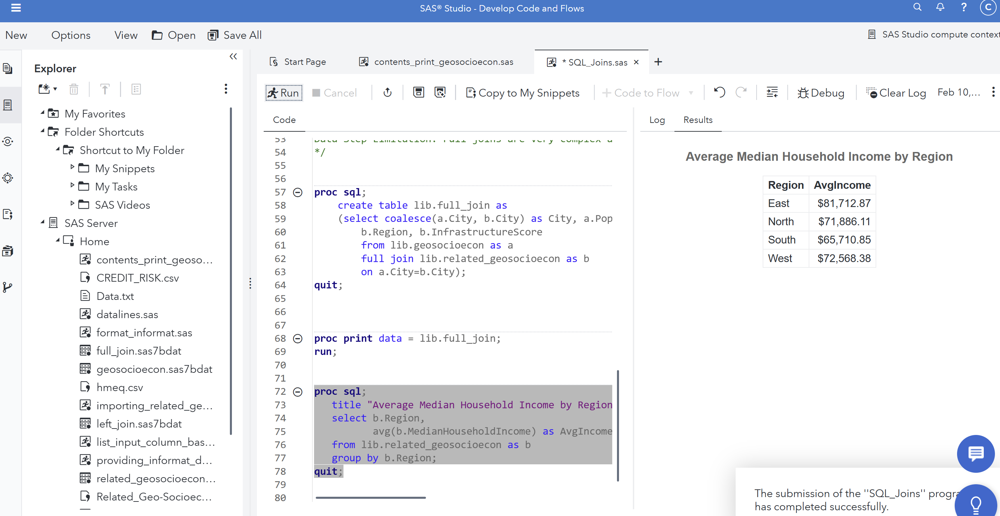 SAS® Studio - Develop Code and Flows
C
New Options View Open Save All
SAS Studio compute context
Explorer
My Favorites
Folder Shortcuts
Shortcut to My Folder
My Snippets
My Tasks
SAS Videos
SAS Server
Home
contents_print_geoso...
CREDIT_RISK.csv
Data.txt
datalines.sas
format_informat.sas
full_join.sas7bdat
geosocioecon.sas7bdat
hmeq.csv
importing_related_ge...
left_join.sas7bdat
list_input_column_bas...
providing_informat_d...
related_geosocioecon...
Related_Geo-Socioec...
Start Page contents_print_geosocioecon.sas * SQL_Joins.sas × +
Run Cancel Copy to My Snippets Code to Flow Debug Clear Log Feb 10,...
Code
53 Data Step Limitation: Full joins are very complex a
54 */
55
56
57 proc sql;
58 create table lib.full_join as
59 (select coalesce(a.City, b.City) as City, a.Pop
60 b.Region, b.InfrastructureScore
61 from lib.geosocioecon as a
62 full join lib.related_geosocioecon as b
63 on a.City=b.City);
64 quit;
65
66
67
68 proc print data = lib.full_join;
69 run;
70
71
72 proc sql;
73 title "Average Median Household Income by Region
74 select b.Region,
75 avg(b.MedianHouseholdIncome) as AvgIncome
76 from lib.related_geosocioecon as b
77 group by b.Region;
78 quit;
79
80
Log Results
Average Median Household Income by Region
Region AvgIncome
East $81,712.87
North $71,886.11
South $65,710.85
West $72,568.38
The submission of the "SQL_Joins" progra
has completed successfully.